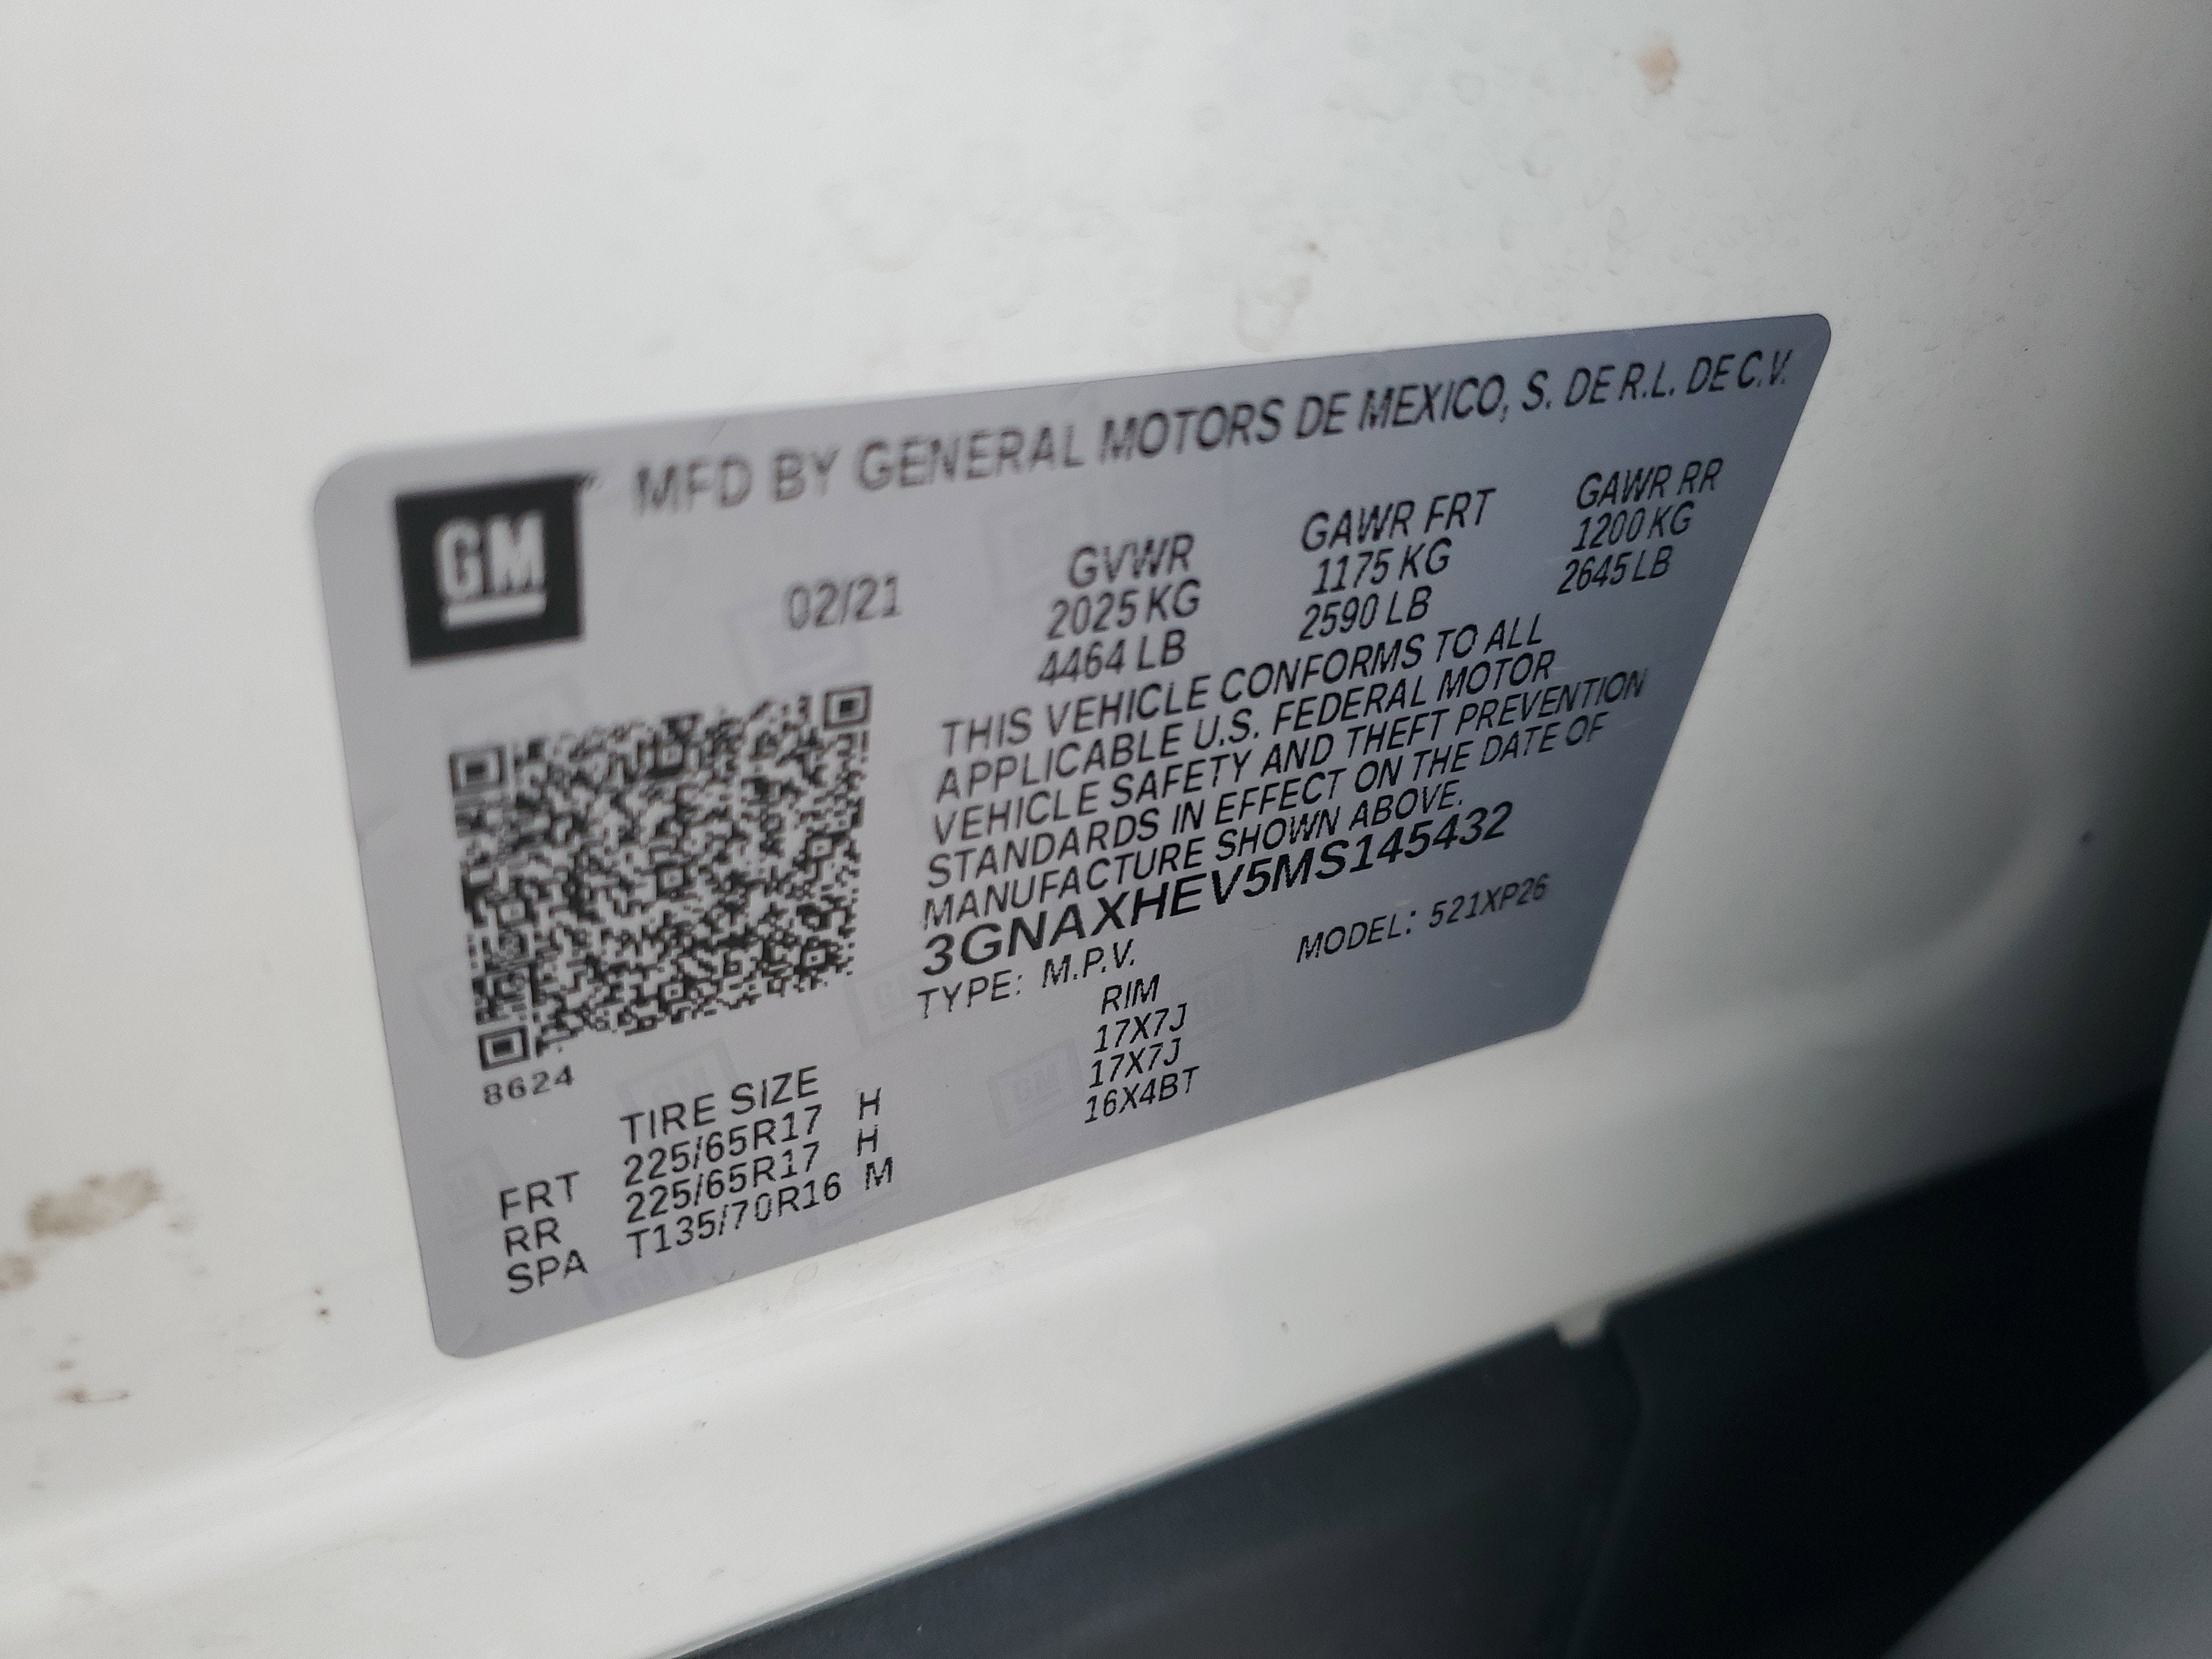 GM MFD BY GENERAL MOTORS DE MEXICO, S. DE R.L. DE C.V.
02/21
GVWR GAWR FRT GAWR RR
2025 KG 1175 KG 1200 KG
4464 LB 2590 LB 2645 LB
THIS VEHICLE CONFORMS TO ALL
APPLICABLE U.S. FEDERAL MOTOR
VEHICLE SAFETY AND THEFT PREVENTION
STANDARDS IN EFFECT ON THE DATE OF
MANUFACTURE SHOWN ABOVE.
3GNAXHEV5MS145432
TYPE: M.P.V. MODEL: 521XP26
8624
TIRE SIZE RIM
FRT 225/65R17 H 17X7J
RR 225/65R17 H 17X7J
SPA T135/70R16 M 16X4BT